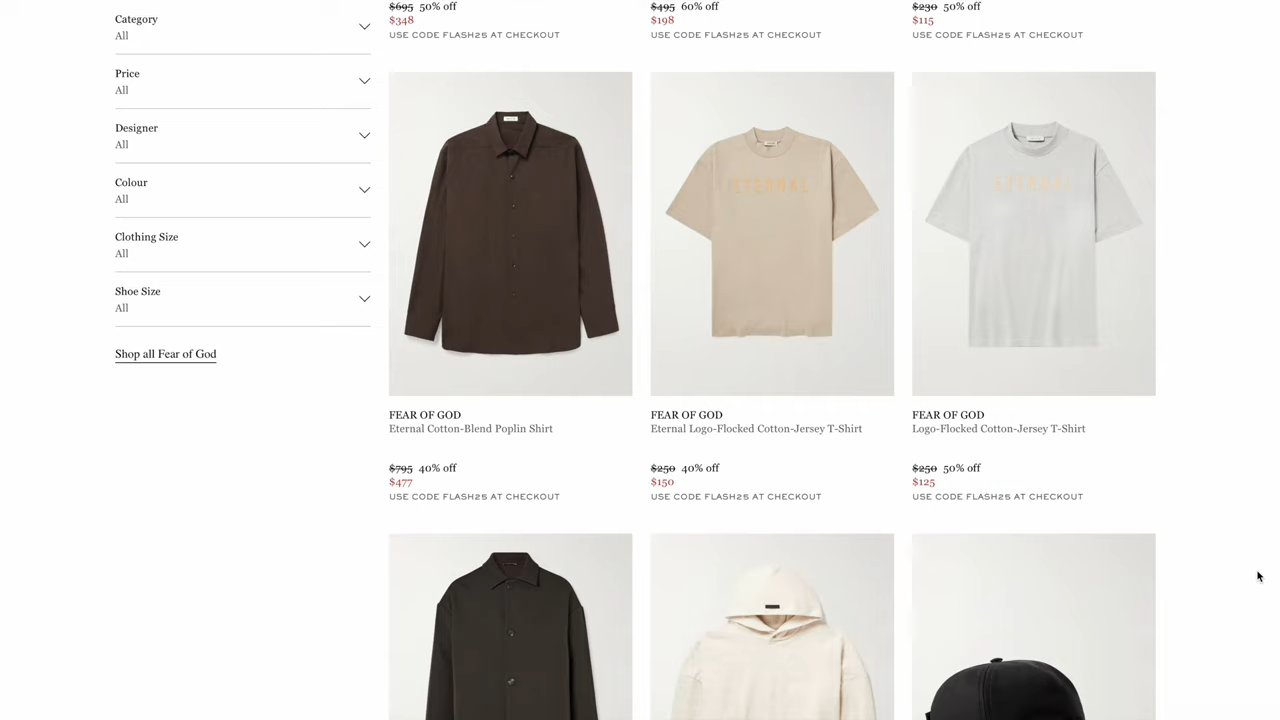 Category
All
Price
All
Designer
All
Colour
All
Clothing Size
All
Shoe Size
All
Shop all Fear of God
$695 50% off
$348
USE CODE FLASH25 AT CHECKOUT
$495 60% off
$198
USE CODE FLASH25 AT CHECKOUT
$230 50% off
$115
USE CODE FLASH25 AT CHECKOUT
ETERNAL
ETERNAL
FEAR OF GOD
Eternal Cotton-Blend Poplin Shirt
$795 40% off
$477
USE CODE FLASH25 AT CHECKOUT
FEAR OF GOD
Eternal Logo-Flocked Cotton-Jersey T-Shirt
$250 40% off
$150
USE CODE FLASH25 AT CHECKOUT
FEAR OF GOD
Logo-Flocked Cotton-Jersey T-Shirt
$250 50% off
$125
USE CODE FLASH25 AT CHECKOUT